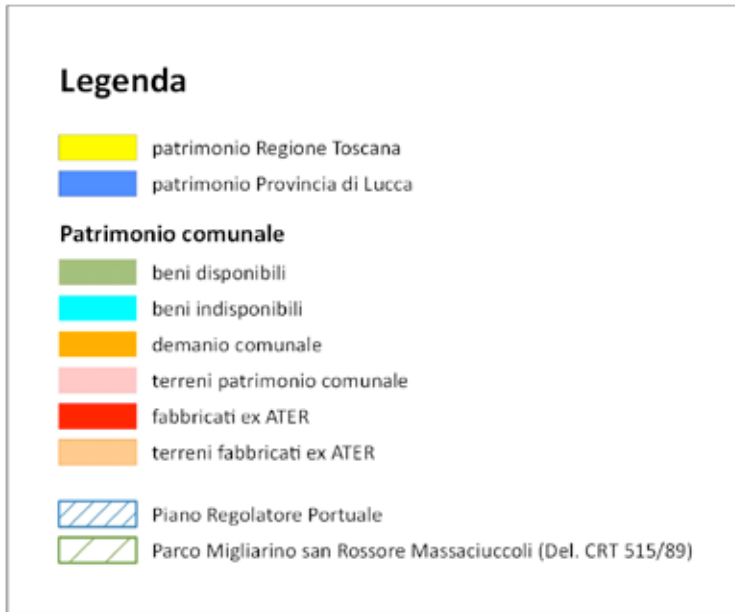 Legenda
patrimonio Regione Toscana
patrimonio Provincia di Lucca
Patrimonio comunale
beni disponibili
beni indisponibili
demanio comunale
terreni patrimonio comunale
fabbricati ex ATER
terreni fabbricati ex ATER
Piano Regolatore Portuale
Parco Migliarino san Rossore Massaciuccoli (Del. CRT 515/89)